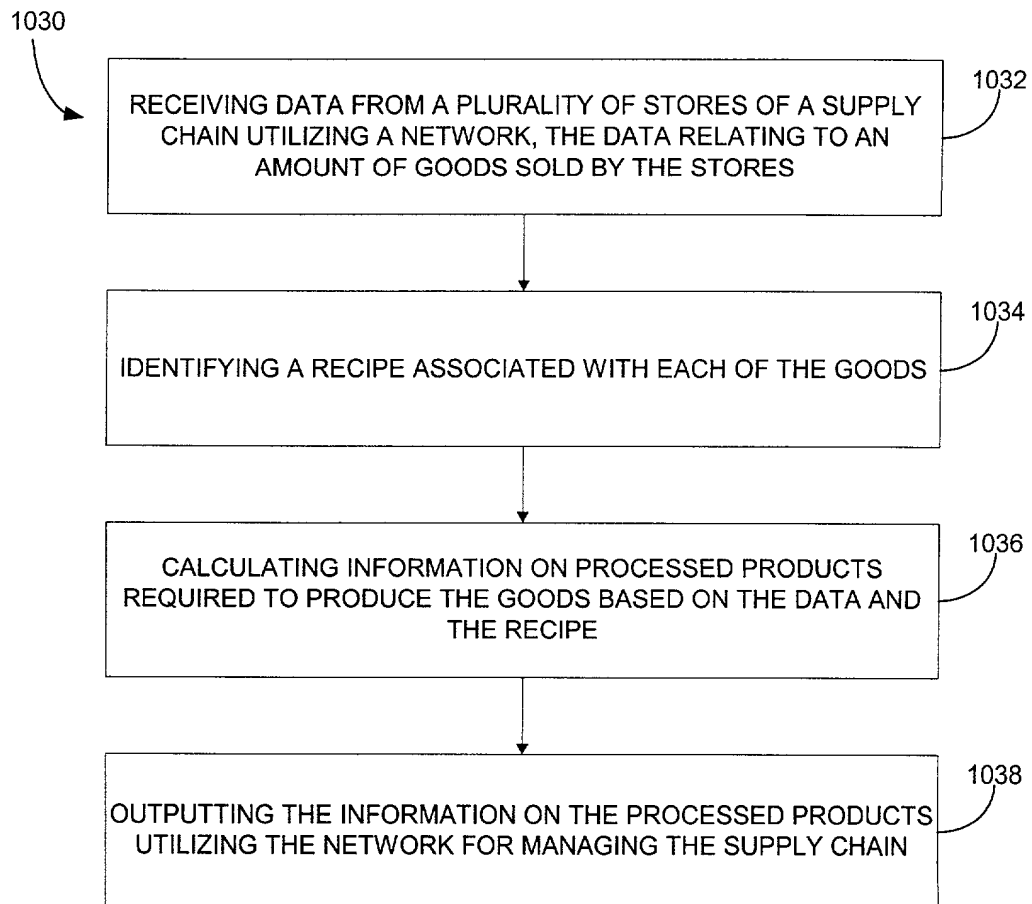 1030
1032
RECEIVING DATA FROM A PLURALITY OF STORES OF A SUPPLY
CHAIN UTILIZING A NETWORK, THE DATA RELATING TO AN
AMOUNT OF GOODS SOLD BY THE STORES
1034
IDENTIFYING A RECIPE ASSOCIATED WITH EACH OF THE GOODS
1036
CALCULATING INFORMATION ON PROCESSED PRODUCTS
REQUIRED TO PRODUCE THE GOODS BASED ON THE DATA AND
THE RECIPE
1038
OUTPUTTING THE INFORMATION ON THE PROCESSED PRODUCTS
UTILIZING THE NETWORK FOR MANAGING THE SUPPLY CHAIN